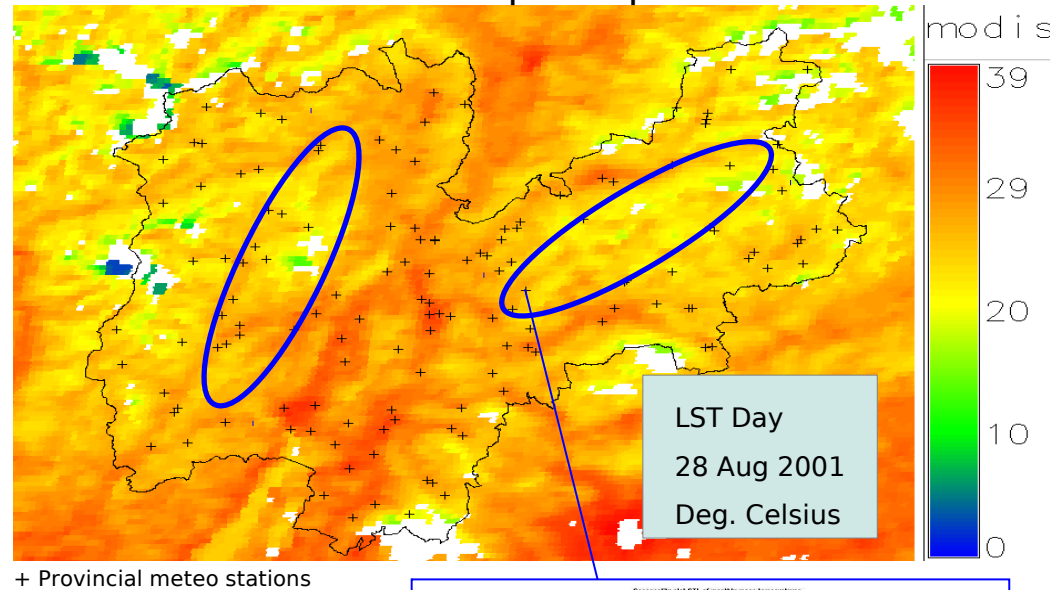 modis
39
29
20
10
0
LST Day
28 Aug 2001
Deg. Celsius
+ Provincial meteo stations